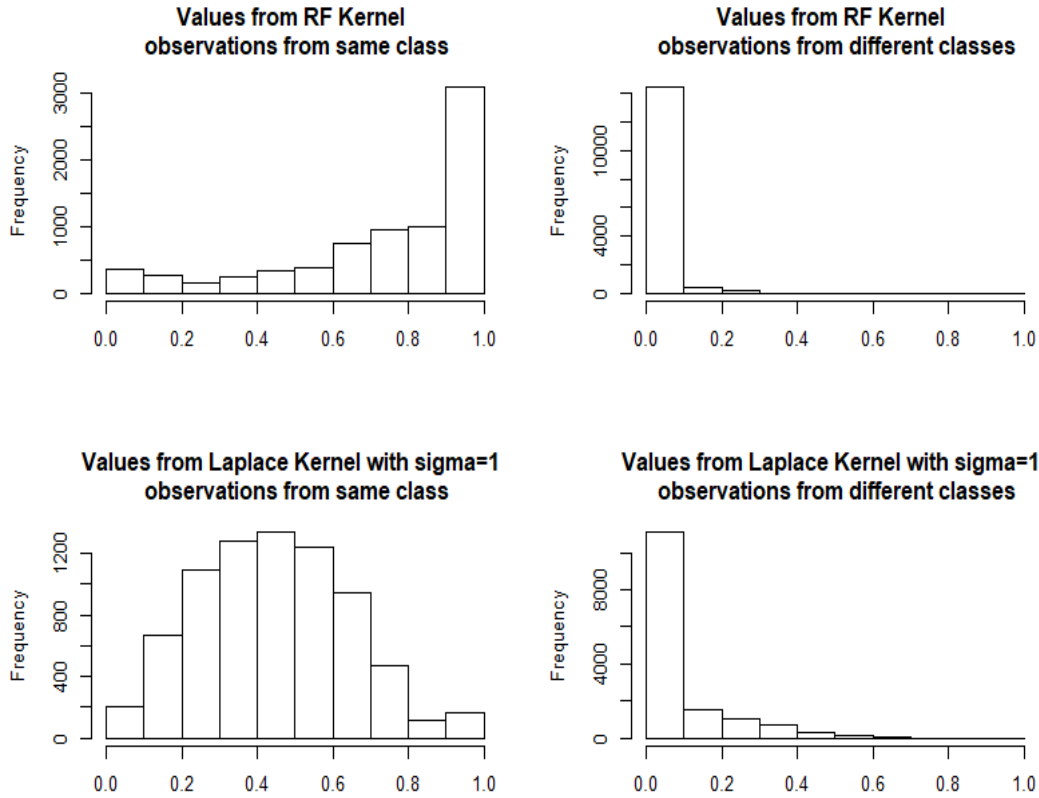 Values from RF Kernel
observations from same class
Frequency
0 1000 2000 3000
0.0 0.2 0.4 0.6 0.8 1.0
Values from RF Kernel
observations from different classes
Frequency
0 4000 10000
0.0 0.2 0.4 0.6 0.8 1.0
Values from Laplace Kernel with sigma=1
observations from same class
Frequency
0 400 800 1200
0.0 0.2 0.4 0.6 0.8 1.0
Values from Laplace Kernel with sigma=1
observations from different classes
Frequency
0 4000 8000
0.0 0.2 0.4 0.6 0.8 1.0